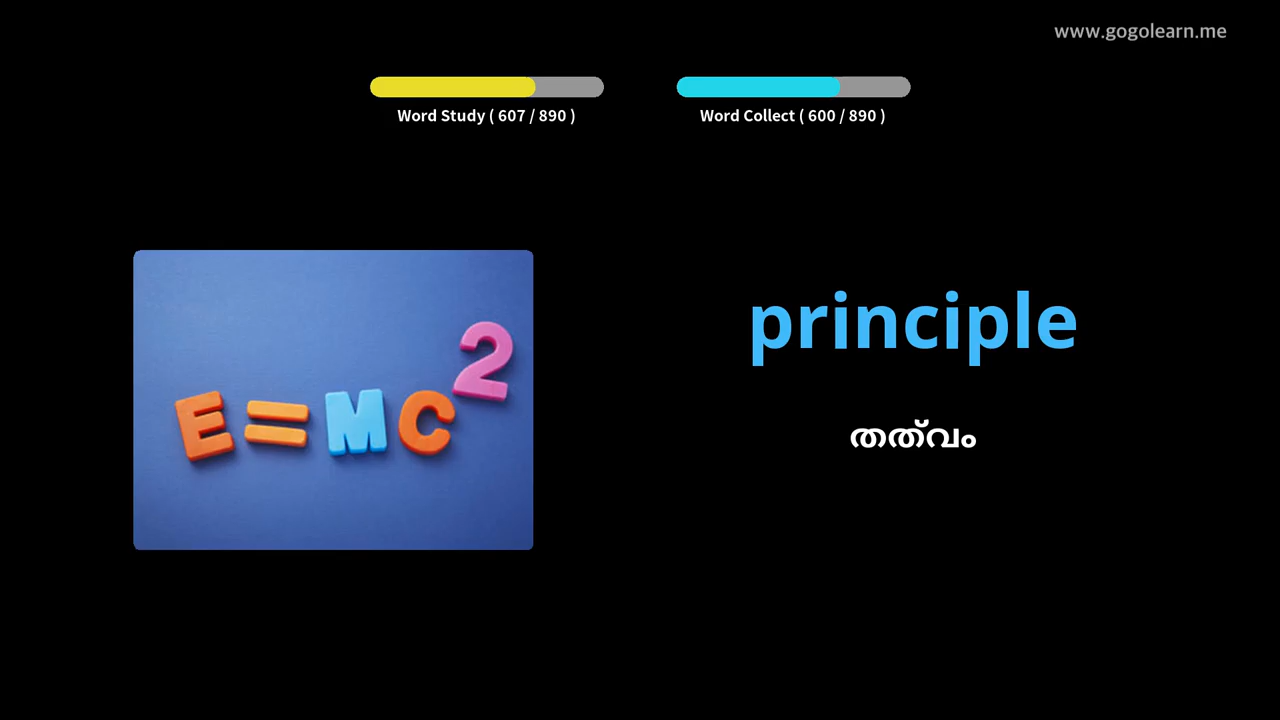 www.gogolearn.me
Word Study ( 607 / 890 )
Word Collect ( 600 / 890 )
E=MC2
principle
തത്വം